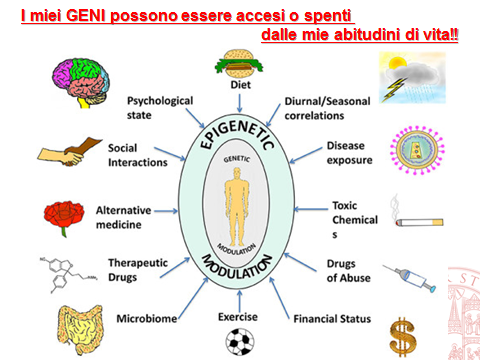 I miei GENI possono essere accesi o spenti
dalle mie abitudini di vita!!
Diet
Psychological
state
Diurnal/Seasonal
correlations
Social
Interactions
Disease
exposure
Alternative
medicine
Toxic
Chemical
s
Therapeutic
Drugs
Drugs
of Abuse
Microbiome
Exercise
Financial Status
EPIGENETIC
GENETIC
MODULATION
MODULATION